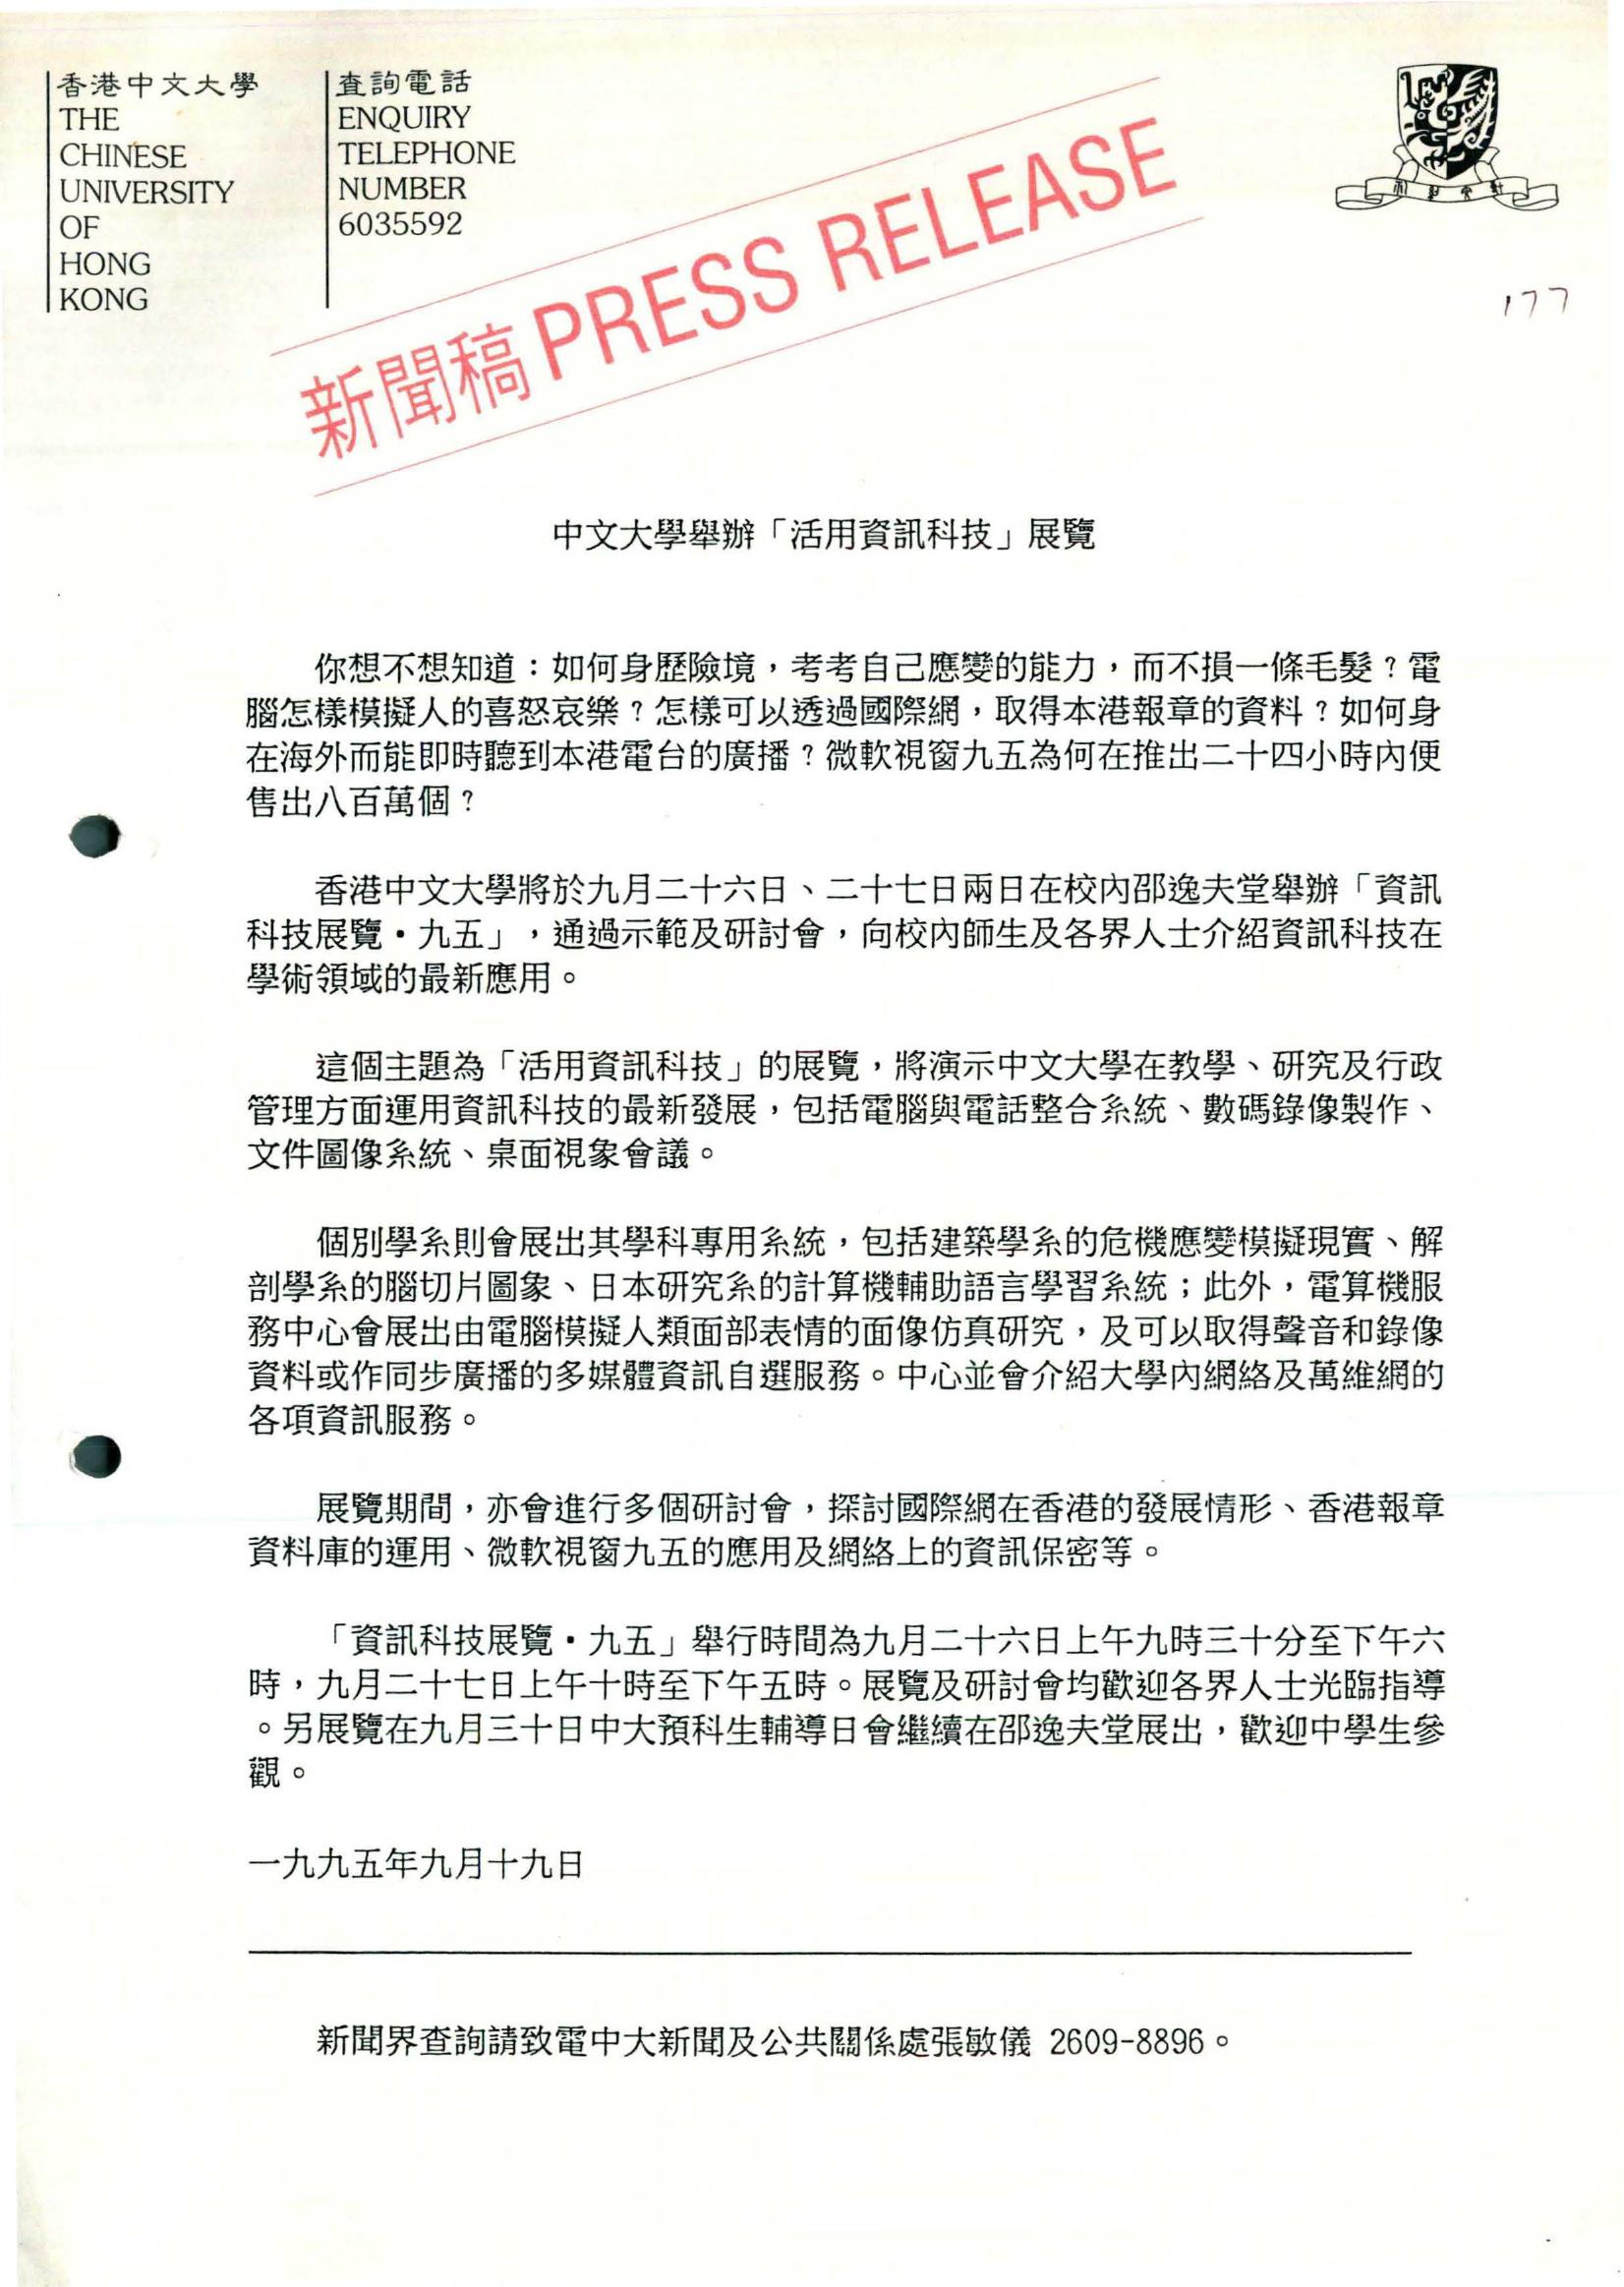 香港中文大學
THE
CHINESE
UNIVERSITY
OF
HONG
KONG
查詢電話
ENQUIRY
TELEPHONE
NUMBER
6035592
新聞稿 PRESS RELEASE
177
中文大學舉辦「活用資訊科技」展覽
你想不想知道：如何身歷險境，考考自己應變的能力，而不損一條毛髮？電
腦怎樣模擬人的喜怒哀樂？怎樣可以透過國際網，取得本港報章的資料？如何身
在海外而能即時聽到本港電台的廣播？微軟視窗九五為何在推出二十四小時內便
售出八百萬個？
香港中文大學將於九月二十六日、二十七日兩日在校內邵逸夫堂舉辦「資訊
科技展覽・九五」，通過示範及研討會，向校內師生及各界人士介紹資訊科技在
學術領域的最新應用。
這個主題為「活用資訊科技」的展覽，將演示中文大學在教學、研究及行政
管理方面運用資訊科技的最新發展，包括電腦與電話整合系統、數碼錄像製作、
文件圖像系統、桌面視象會議。
個別學系則會展出其學科專用系統，包括建築學系的危機應變模擬現實、解
剖學系的腦切片圖象、日本研究系的計算機輔助語言學習系統；此外，電算機服
務中心會展出由電腦模擬人類面部表情的面像仿真研究，及可以取得聲音和錄像
資料或作同步廣播的多媒體資訊自選服務。中心並會介紹大學內網絡及萬維網的
各項資訊服務。
展覽期間，亦會進行多個研討會，探討國際網在香港的發展情形、香港報章
資料庫的運用、微軟視窗九五的應用及網絡上的資訊保密等。
「資訊科技展覽・九五」舉行時間為九月二十六日上午九時三十分至下午六
時，九月二十七日上午十時至下午五時。展覽及研討會均歡迎各界人士光臨指導
。另展覽在九月三十日中大預科生輔導日會繼續在邵逸夫堂展出，歡迎中學生參
觀。
一九九五年九月十九日
新聞界查詢請致電中大新聞及公共關係處張敏儀 2609-8896。